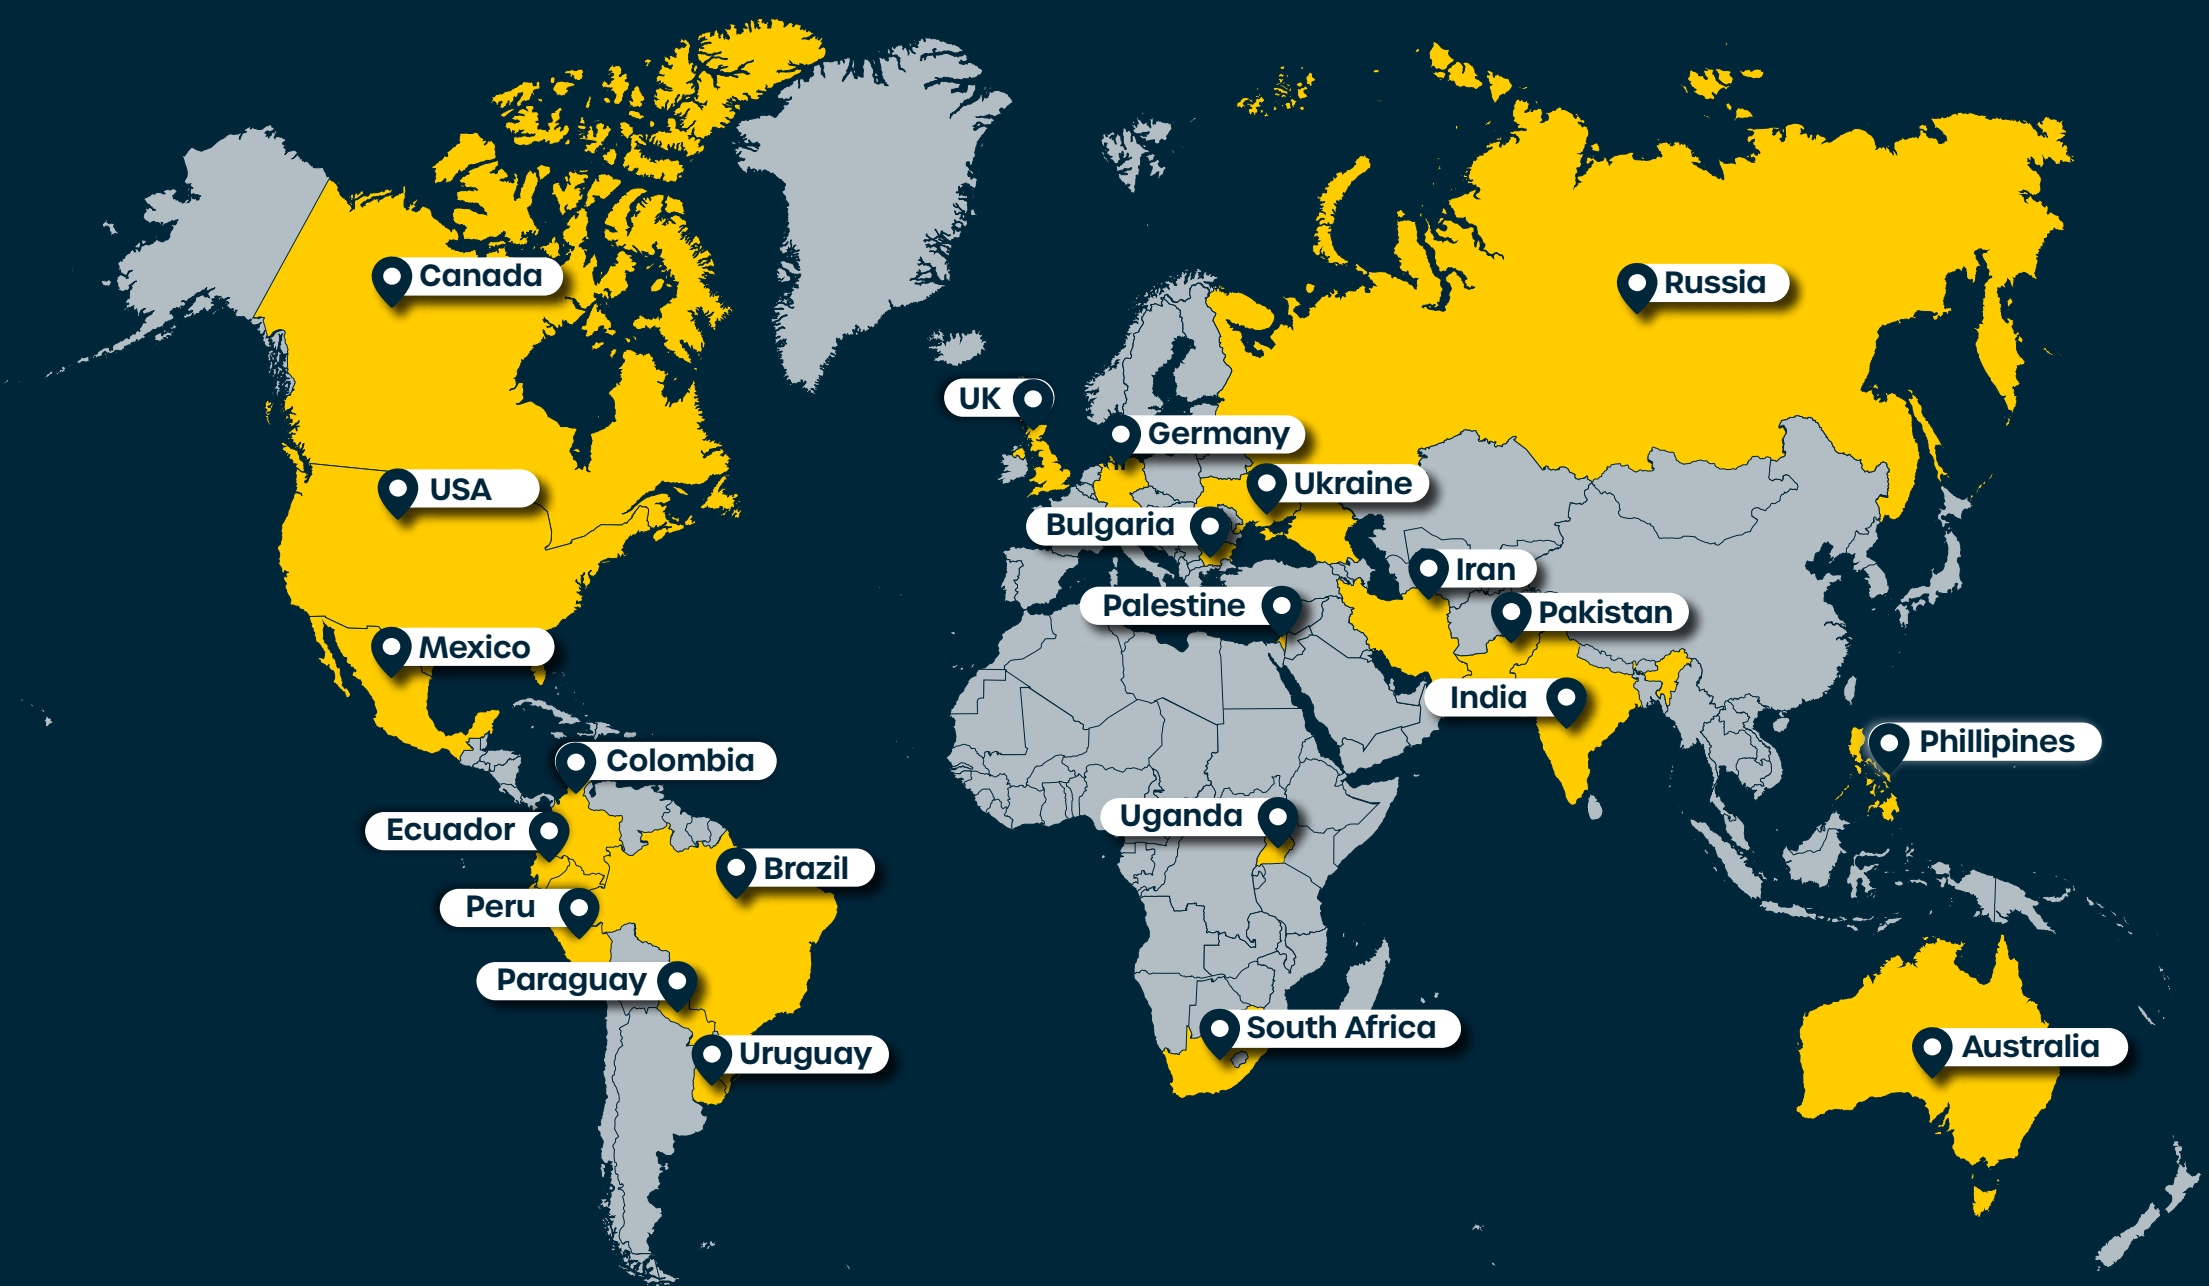 Canada
Russia
UK
Germany
USA
Ukraine
Bulgaria
Iran
Palestine
Pakistan
Mexico
India
Phillipines
Colombia
Uganda
Ecuador
Brazil
Peru
Paraguay
South Africa
Australia
Uruguay